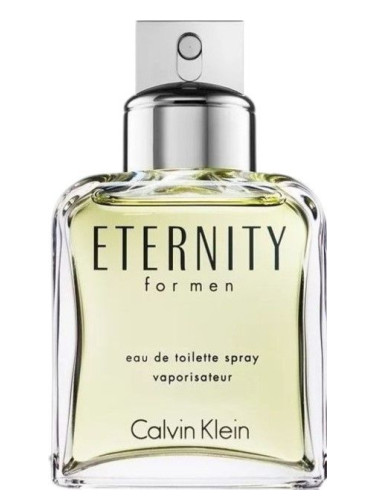 ETERNITY
for men
eau de toilette spray
vaporisateur
Calvin Klein